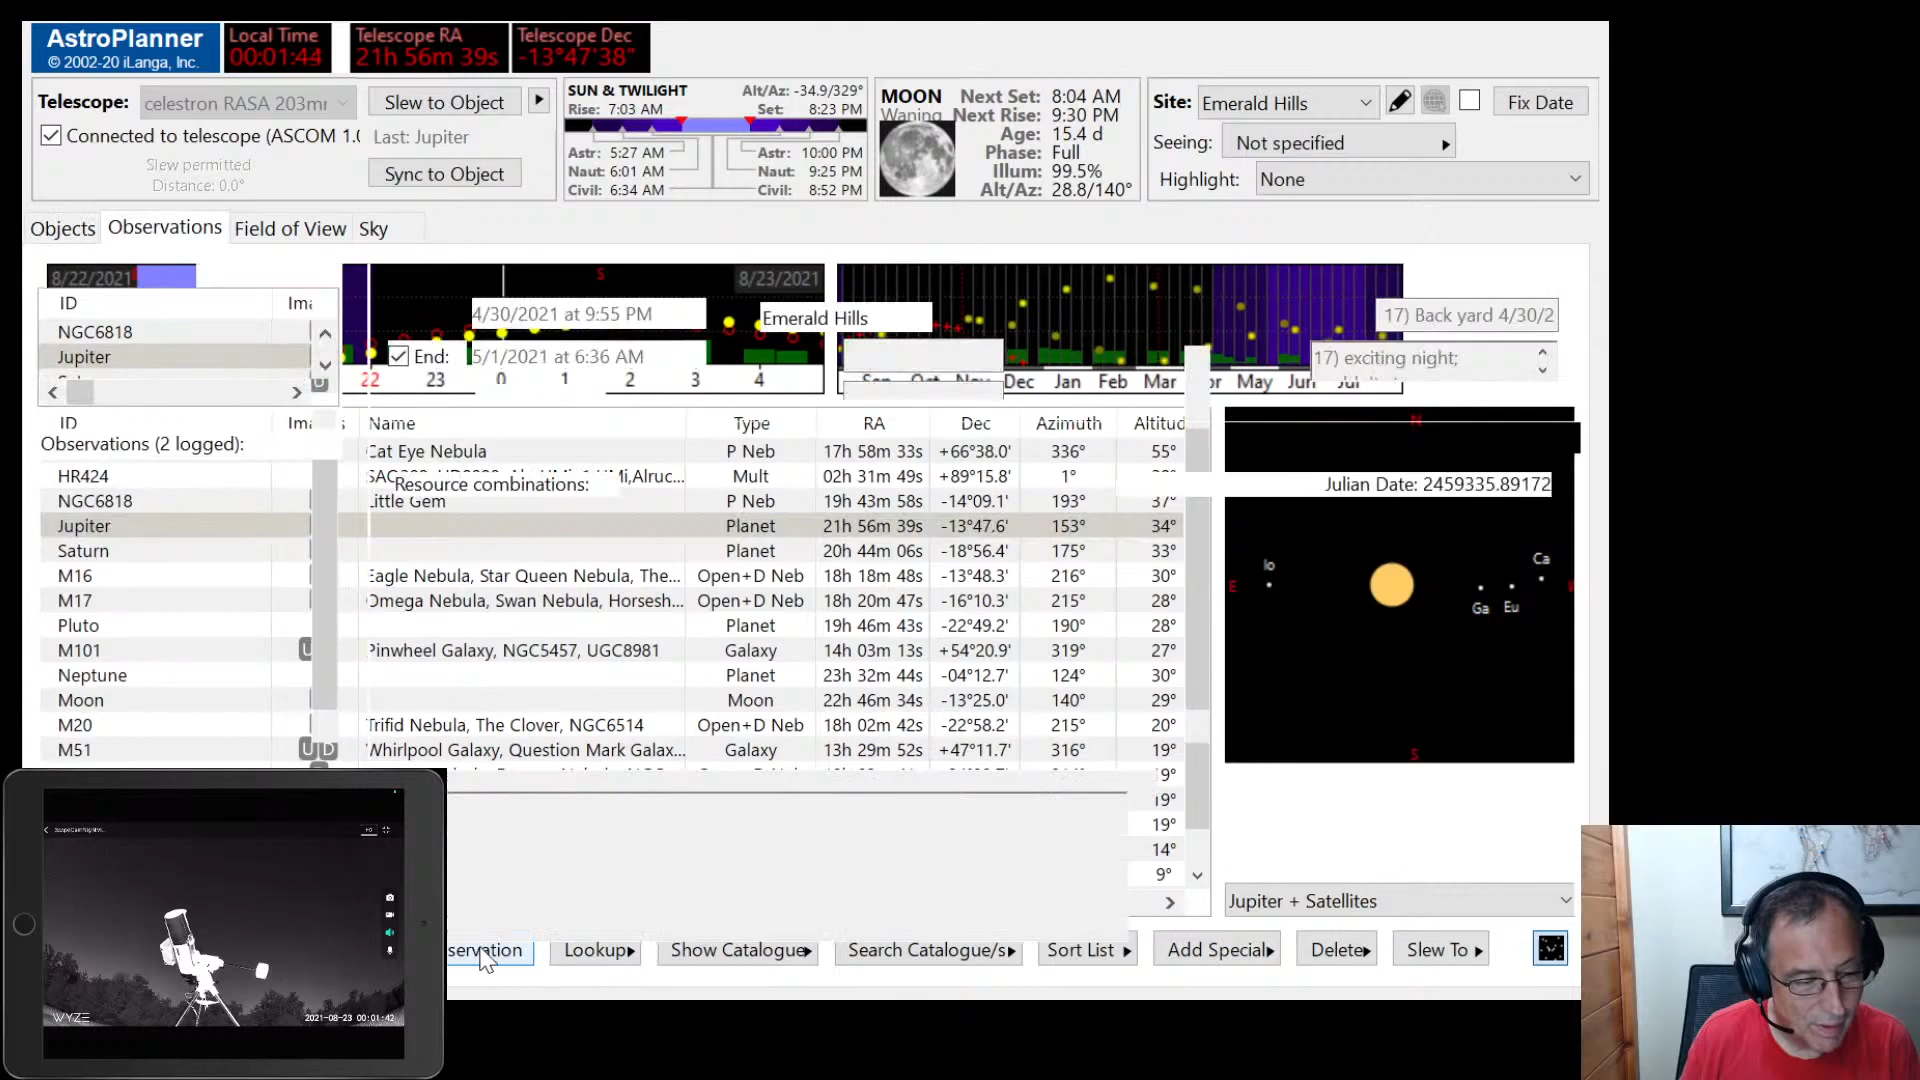 AstroPlanner
© 2002-20 iLanga, Inc.
Local Time
00:01:44
Telescope RA
21h 56m 39s
Telescope Dec
-13°47'38"
Telescope: celestron RASA 203mr
Slew to Object
Connected to telescope (ASCOM 1.0
Last: Jupiter
Slew permitted
Distance: 0.0°
Sync to Object
SUN & TWILIGHT
Alt/Az: -34.9/329°
Rise: 7:03 AM
Set: 8:23 PM
Astr: 5:27 AM
Astr: 10:00 PM
Naut: 6:01 AM
Naut: 9:25 PM
Civil: 6:34 AM
Civil: 8:52 PM
MOON
Waning
Next Set: 8:04 AM
Next Rise: 9:30 PM
Age: 15.4 d
Phase: Full
Illum: 99.5%
Alt/Az: 28.8/140°
Site: Emerald Hills
Fix Date
Seeing: Not specified
Highlight: None
Objects Observations Field of View Sky
8/22/2021
S
8/23/2021
ID Ima
NGC6818
Jupiter
4/30/2021 at 9:55 PM
Emerald Hills
17) Back yard 4/30/2
End: 5/1/2021 at 6:36 AM
17) exciting night;
22 23 0 1 2 3 4
Dec Jan Feb Mar May Jun Jul
ID Name Type RA Dec Azimuth Altitud
Observations (2 logged):
Cat Eye Nebula P Neb 17h 58m 33s +66°38.0' 336° 55°
HR424 Mult 02h 31m 49s +89°15.8' 1°
Resource combinations:
Julian Date: 2459335.89172
NGC6818 Little Gem P Neb 19h 43m 58s -14°09.1' 193° 37°
Jupiter Planet 21h 56m 39s -13°47.6' 153° 34°
Saturn Planet 20h 44m 06s -18°56.4' 175° 33°
M16 Eagle Nebula, Star Queen Nebula, The... Open+D Neb 18h 18m 48s -13°48.3' 216° 30°
M17 Omega Nebula, Swan Nebula, Horsesh... Open+D Neb 18h 20m 47s -16°10.3' 215° 28°
Pluto Planet 19h 46m 43s -22°49.2' 190° 28°
M101 U Pinwheel Galaxy, NGC5457, UGC8981 Galaxy 14h 03m 13s +54°20.9' 319° 27°
Neptune Planet 23h 32m 44s -04°12.7' 124° 30°
Moon Moon 22h 46m 34s -13°25.0' 140° 29°
M20 Trifid Nebula, The Clover, NGC6514 Open+D Neb 18h 02m 42s -22°58.2' 215° 20°
M51 U D Whirlpool Galaxy, Question Mark Galax... Galaxy 13h 29m 52s +47°11.7' 316° 19°
19°
19°
19°
14°
9°
N
Io
Ca
E
Ga
Eu
S
Jupiter + Satellites
servation
Lookup
Show Catalogue
Search Catalogue/s
Sort List
Add Special
Delete
Slew To
HD
WYZE
2021-08-23 00:01:42